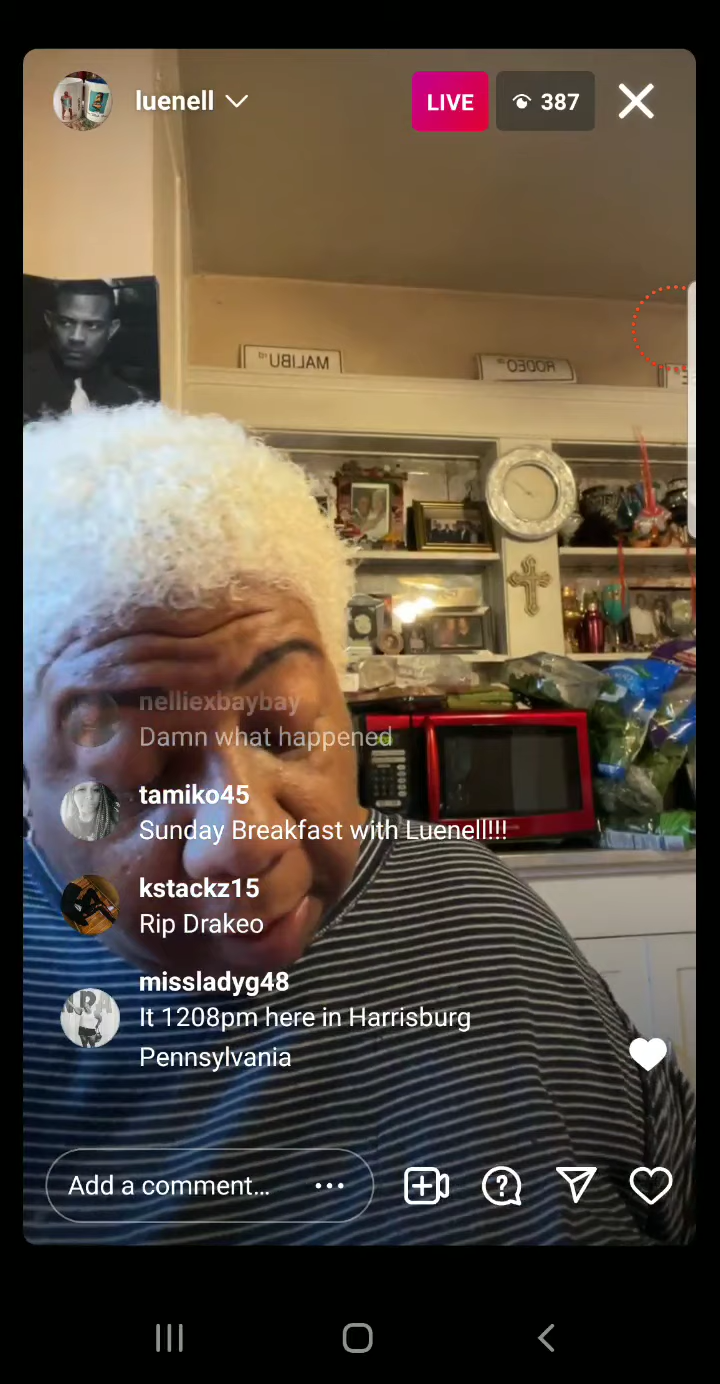 luenell
LIVE
387
MALIBU
RODEO
nelliexbaybay
Damn what happened
tamiko45
Sunday Breakfast with Luenell!!!
kstackz15
Rip Drakeo
missladyg48
It 1208pm here in Harrisburg
Pennsylvania
Add a comment...